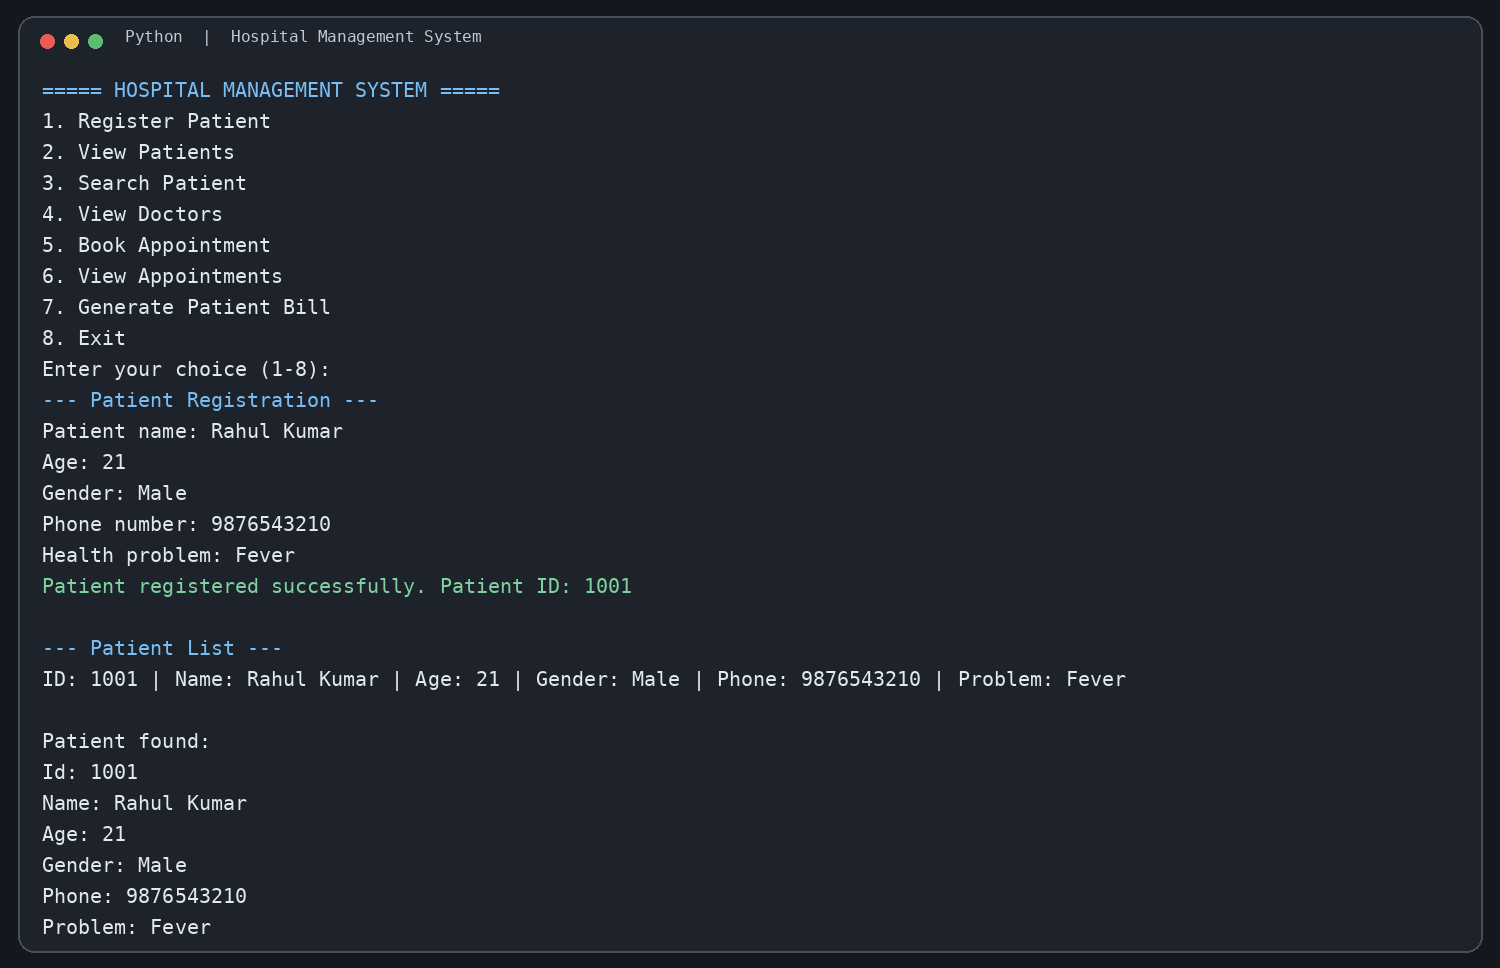 Python  |  Hospital Management System
===== HOSPITAL MANAGEMENT SYSTEM =====
1. Register Patient
2. View Patients
3. Search Patient
4. View Doctors
5. Book Appointment
6. View Appointments
7. Generate Patient Bill
8. Exit
Enter your choice (1-8):
--- Patient Registration ---
Patient name: Rahul Kumar
Age: 21
Gender: Male
Phone number: 9876543210
Health problem: Fever
Patient registered successfully. Patient ID: 1001
--- Patient List ---
ID: 1001 | Name: Rahul Kumar | Age: 21 | Gender: Male | Phone: 9876543210 | Problem: Fever
Patient found:
Id: 1001
Name: Rahul Kumar
Age: 21
Gender: Male
Phone: 9876543210
Problem: Fever